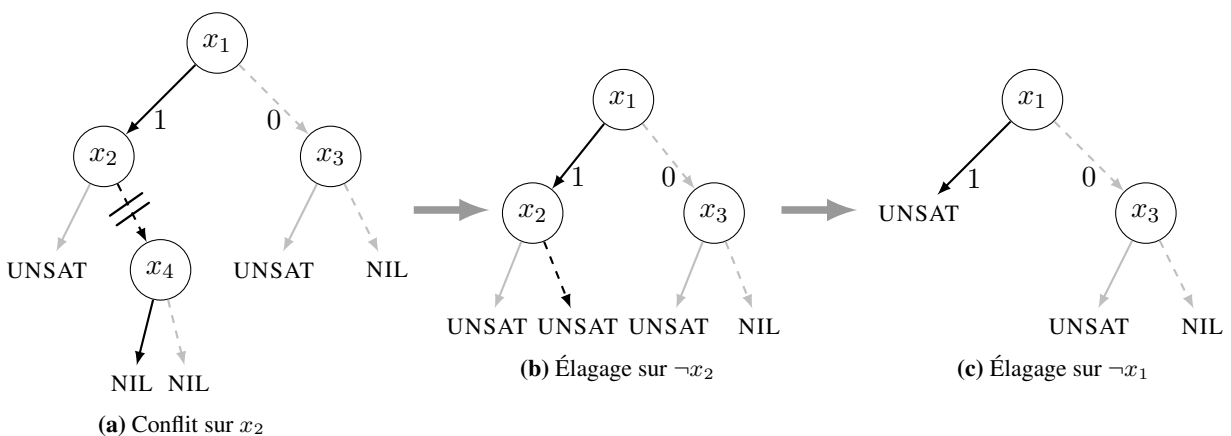 x₁
1
0
x₂
x₃
UNSAT
x₄
UNSAT
NIL
NIL
NIL
(a) Conflit sur x₂
x₁
1
0
x₂
x₃
UNSAT
UNSAT
UNSAT
NIL
(b) Élagage sur ¬x₂
x₁
1
0
UNSAT
x₃
UNSAT
NIL
(c) Élagage sur ¬x₁